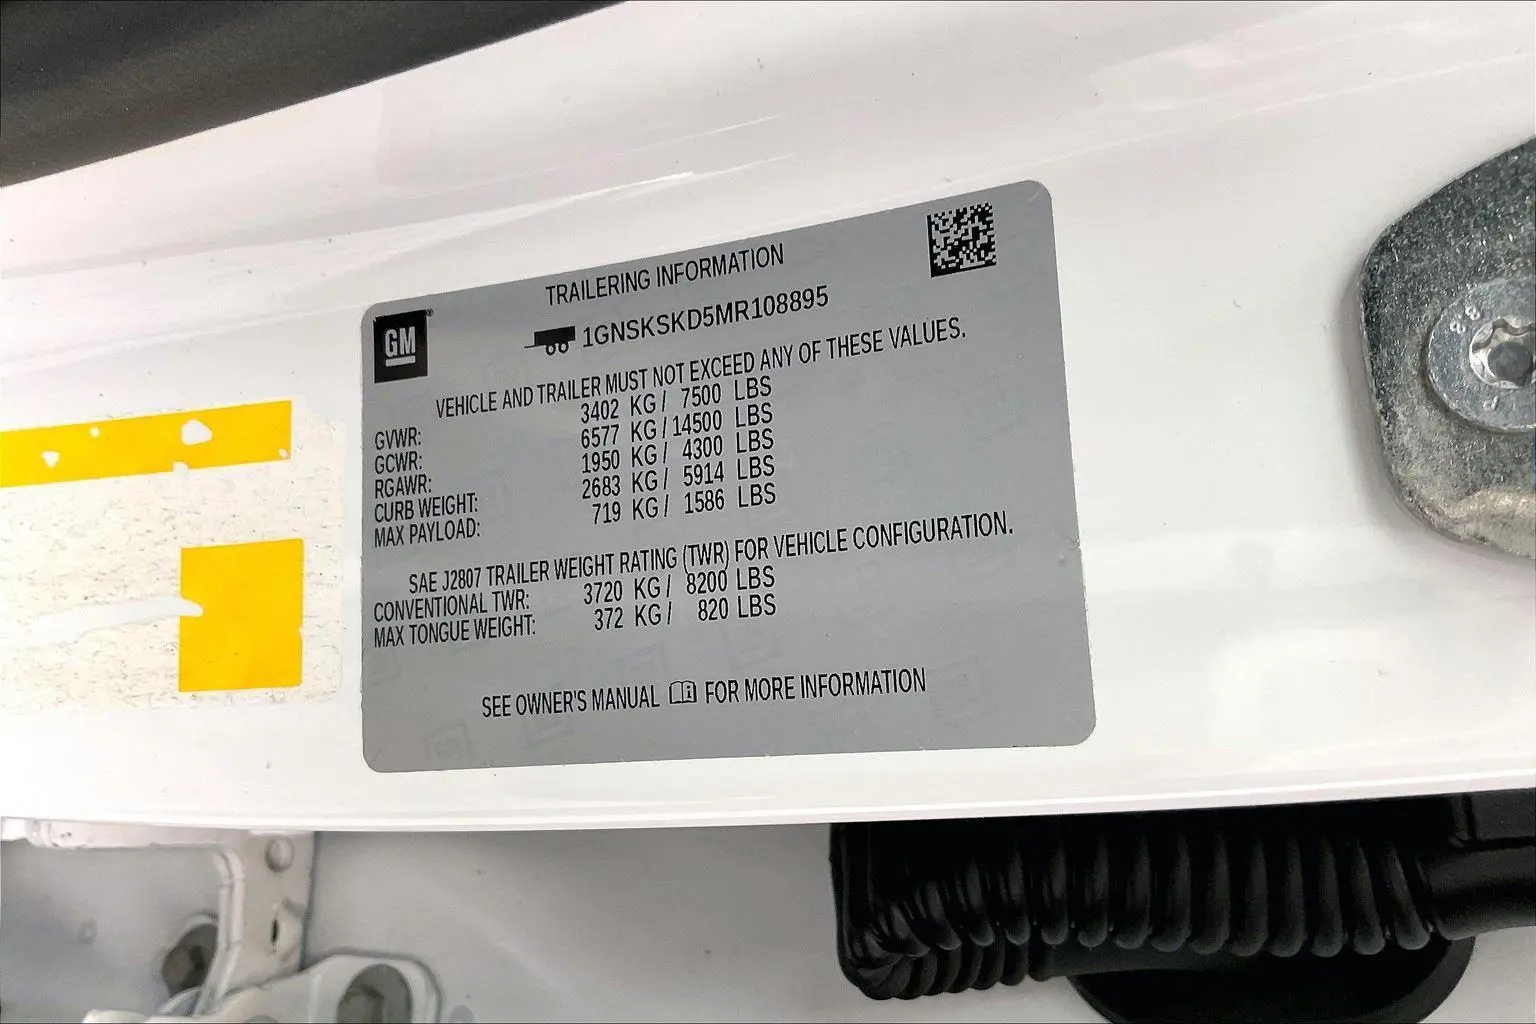 TRAILERING INFORMATION
GM®
1GNSKSKD5MR108895
VEHICLE AND TRAILER MUST NOT EXCEED ANY OF THESE VALUES.
GVWR: 3402 KG/ 7500 LBS
GCWR: 6577 KG/ 14500 LBS
RGAWR: 1950 KG/ 4300 LBS
CURB WEIGHT: 2683 KG/ 5914 LBS
MAX PAYLOAD: 719 KG/ 1586 LBS
SAE J2807 TRAILER WEIGHT RATING (TWR) FOR VEHICLE CONFIGURATION.
CONVENTIONAL TWR: 3720 KG/ 8200 LBS
MAX TONGUE WEIGHT: 372 KG/ 820 LBS
SEE OWNER'S MANUAL FOR MORE INFORMATION